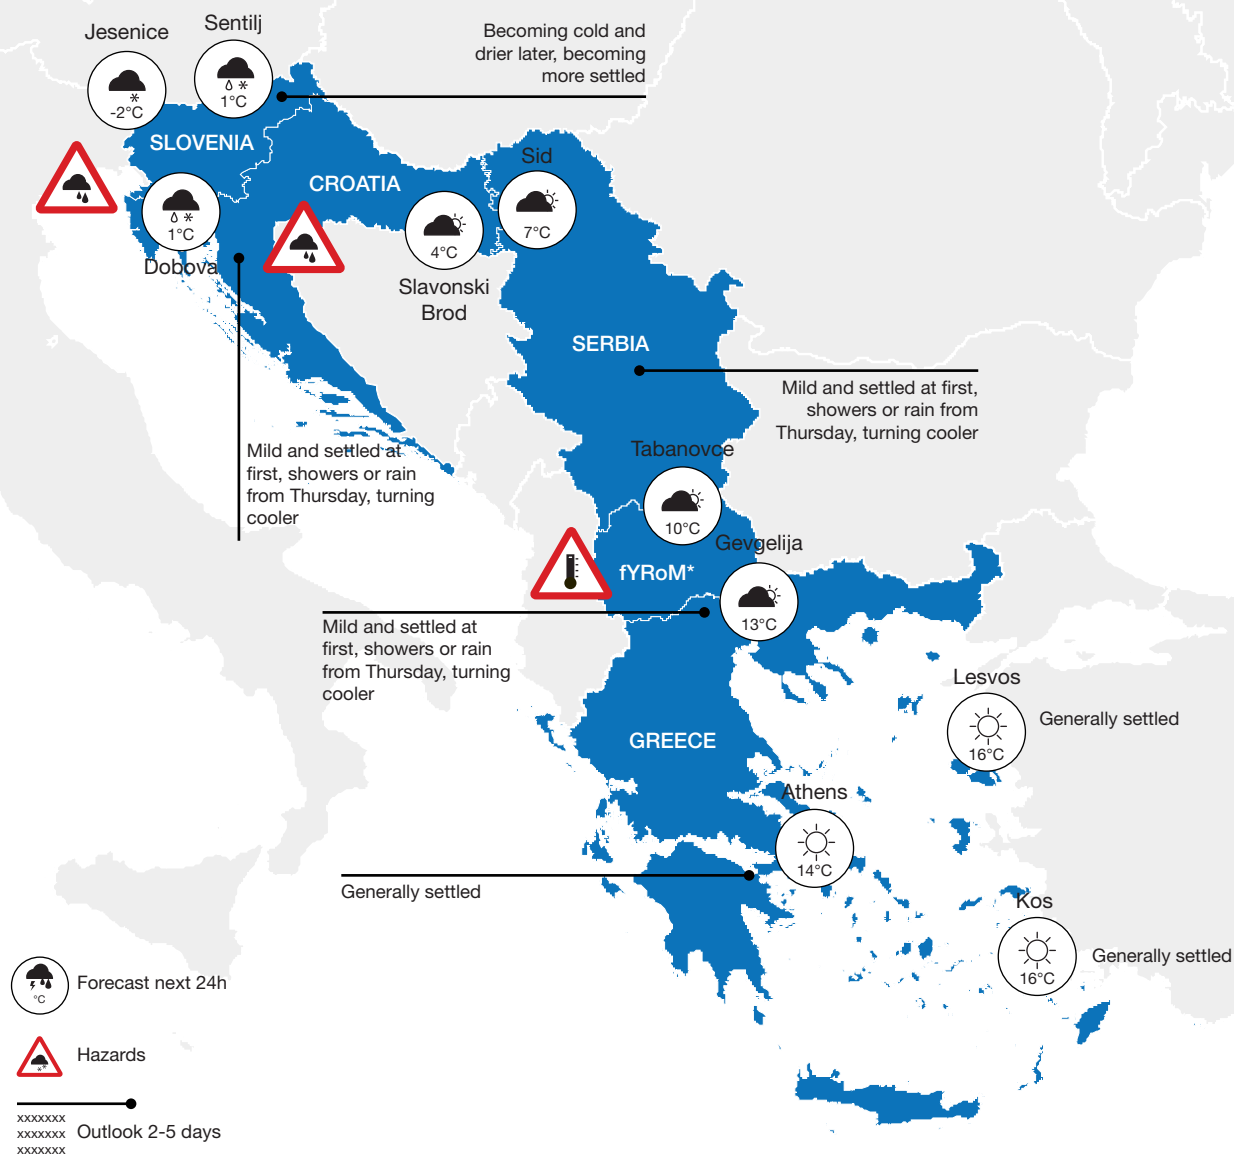 Jesenice
-2°C
Sentilj
1°C
Becoming cold and
drier later, becoming
more settled
SLOVENIA
CROATIA
Sid
7°C
1°C
Dobova
4°C
Slavonski
Brod
SERBIA
Mild and settled at first,
showers or rain from
Thursday, turning cooler
Mild and settled at
first, showers or rain
from Thursday, turning
cooler
Tabanovce
10°C
Gevgelija
13°C
fYRoM*
Mild and settled at
first, showers or rain
from Thursday, turning
cooler
Lesvos
16°C
Generally settled
GREECE
Athens
14°C
Generally settled
Kos
16°C
Generally settled
°C
Forecast next 24h
Hazards
xxxxxxx
xxxxxxx
xxxxxxx
Outlook 2-5 days